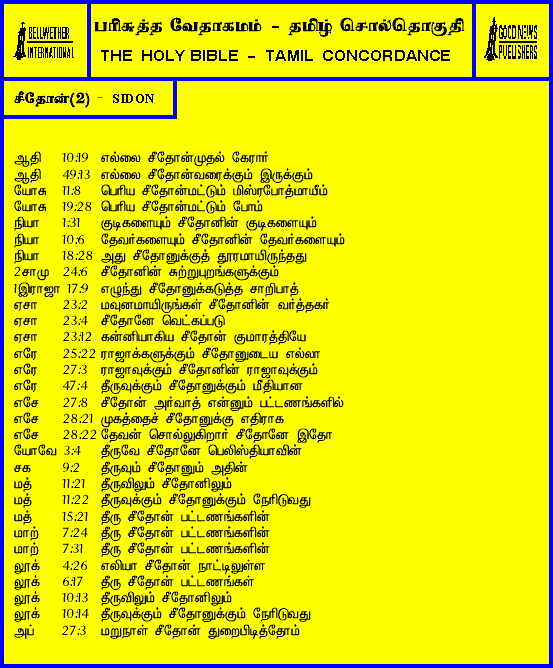 BELLWETHER
INTERNATIONAL
பரிசுத்த வேதாகமம் - தமிழ் சொல்தொகுதி
THE HOLY BIBLE - TAMIL CONCORDANCE
GOOD NEWS
PUBLISHERS
சீதோன்(2) - SIDON
ஆதி 10:19 எல்லை சீதோன்முதல் கேரார்
ஆதி 49:13 எல்லை சீதோன்வரைக்கும் இருக்கும்
யோசு 11:8 பெரிய சீதோன்மட்டும் மிஸ்ரபோத்மாயீம்
யோசு 19:28 பெரிய சீதோன்மட்டும் போம்
நியா 1:31 குடிகளையும் சீதோனின் குடிகளையும்
நியா 10:6 தேவர்களையும் சீதோனின் தேவர்களையும்
நியா 18:28 அது சீதோனுக்குத் தூரமாயிருந்தது
2சாமு 24:6 சீதோனின் சுற்றுபுறங்களுக்கும்
1இராஜா 17:9 எழுந்து சீதோனுக்கடுத்த சாறிபாத்
ஏசா 23:2 மவுனமாயிருங்கள் சீதோனின் வர்த்தகர்
ஏசா 23:4 சீதோனே வெட்கப்படு
ஏசா 23:12 கன்னியாகிய சீதோன் குமாரத்தியே
எரே 25:22 ராஜாக்களுக்கும் சீதோனுடைய எல்லா
எரே 27:3 ராஜாவுக்கும் சீதோனின் ராஜாவுக்கும்
எரே 47:4 தீருவுக்கும் சீதோனுக்கும் மீதியான
எசே 27:8 சீதோன் அர்வாத் என்னும் பட்டணங்களில்
எசே 28:21 முகத்தைச் சீதோனுக்கு எதிராக
எசே 28:22 தேவன் சொல்லுகிறார் சீதோனே இதோ
யோவே 3:4 தீருவே சீதோனே பெலிஸ்தியாவின்
சக 9:2 தீருவும் சீதோனும் அதின்
மத் 11:21 தீருவிலும் சீதோனிலும்
மத் 11:22 தீருவுக்கும் சீதோனுக்கும் நேரிடுவது
மத் 15:21 தீரு சீதோன் பட்டணங்களின்
மாற் 7:24 தீரு சீதோன் பட்டணங்களின்
மாற் 7:31 தீரு சீதோன் பட்டணங்களின்
லூக் 4:26 எலியா சீதோன் நாட்டிலுள்ள
லூக் 6:17 தீரு சீதோன் பட்டணங்கள்
லூக் 10:13 தீருவிலும் சீதோனிலும்
லூக் 10:14 தீருவுக்கும் சீதோனுக்கும் நேரிடுவது
அப் 27:3 மறுநாள் சீதோன் துறைபிடித்தோம்